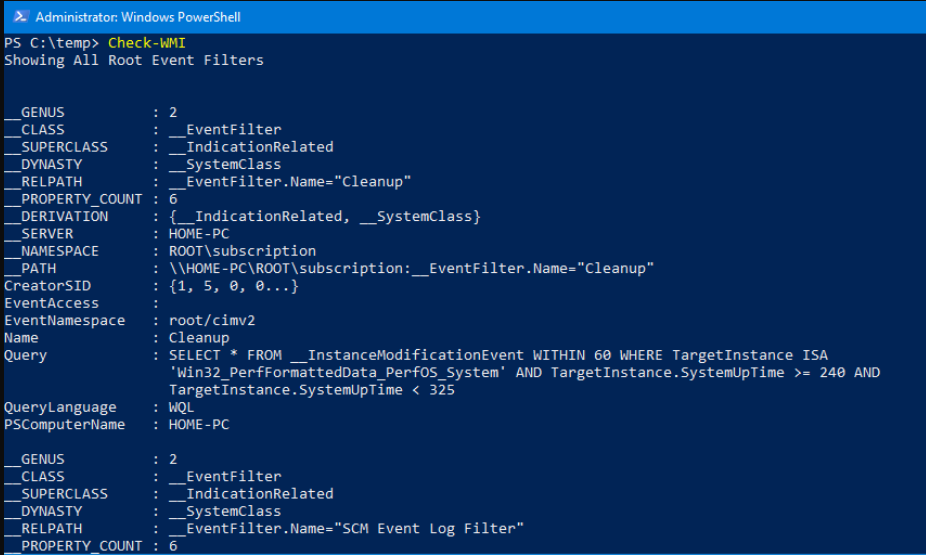 Administrator: Windows PowerShell
PS C:\temp> Check-WMI
Showing All Root Event Filters
__GENUS : 2
__CLASS : __EventFilter
__SUPERCLASS : __IndicationRelated
__DYNASTY : __SystemClass
__RELPATH : __EventFilter.Name="Cleanup"
__PROPERTY_COUNT : 6
__DERIVATION : {__IndicationRelated, __SystemClass}
__SERVER : HOME-PC
__NAMESPACE : ROOT\subscription
__PATH : \\HOME-PC\ROOT\subscription:__EventFilter.Name="Cleanup"
CreatorSID : {1, 5, 0, 0...}
EventAccess :
EventNamespace : root/cimv2
Name : Cleanup
Query : SELECT * FROM __InstanceModificationEvent WITHIN 60 WHERE TargetInstance ISA
'Win32_PerfFormattedData_PerfOS_System' AND TargetInstance.SystemUpTime >= 240 AND
TargetInstance.SystemUpTime < 325
QueryLanguage : WQL
PSComputerName : HOME-PC
__GENUS : 2
__CLASS : __EventFilter
__SUPERCLASS : __IndicationRelated
__DYNASTY : __SystemClass
__RELPATH : __EventFilter.Name="SCM Event Log Filter"
__PROPERTY_COUNT : 6